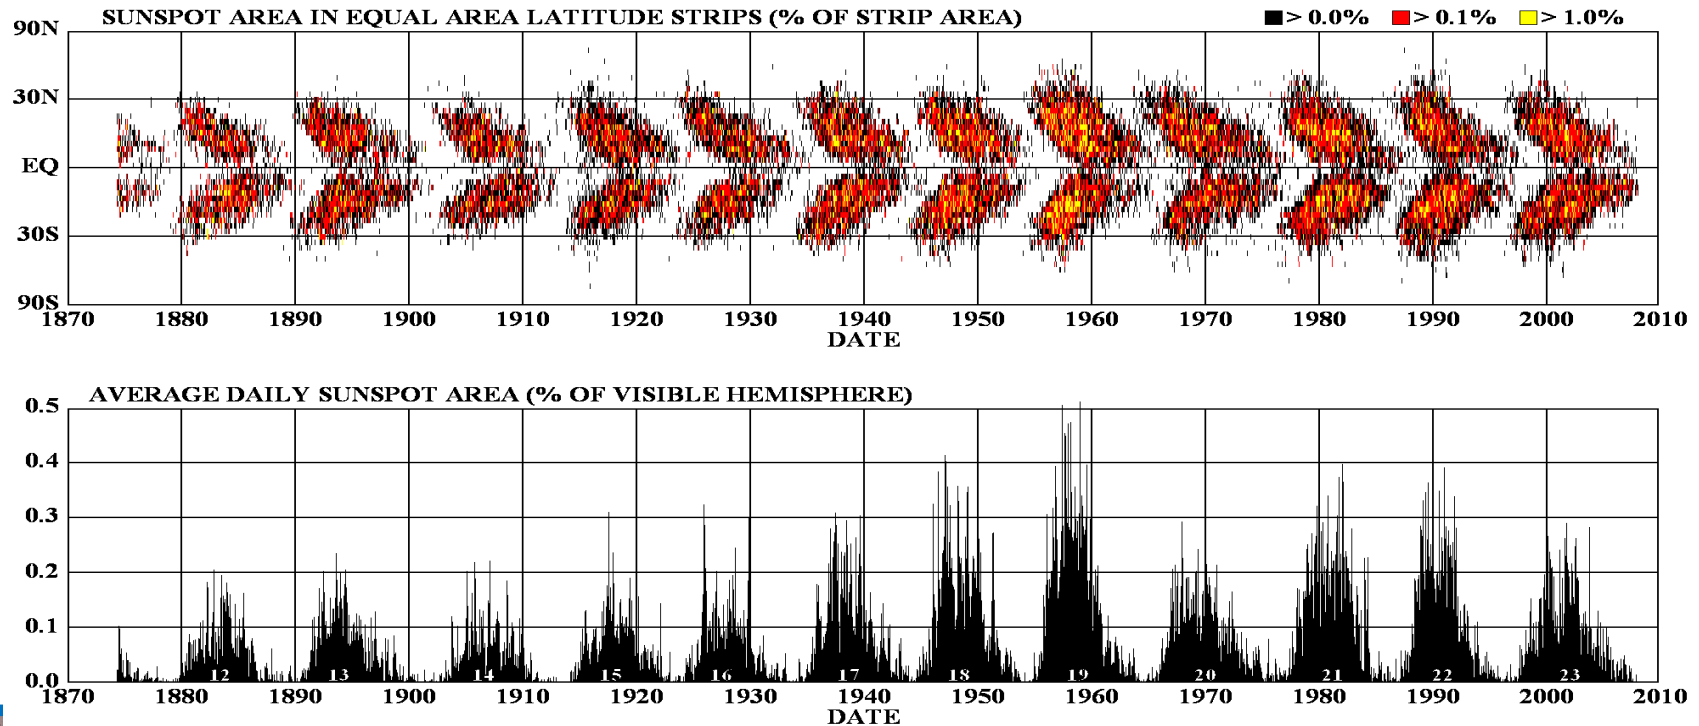 SUNSPOT AREA IN EQUAL AREA LATITUDE STRIPS (% OF STRIP AREA) > 0.0% > 0.1% > 1.0%
90N
30N
EQ
30S
90S
1870 1880 1890 1900 1910 1920 1930 1940 1950 1960 1970 1980 1990 2000 2010
DATE
AVERAGE DAILY SUNSPOT AREA (% OF VISIBLE HEMISPHERE)
0.5
0.4
0.3
0.2
0.1
0.0
12 13 14 15 16 17 18 19 20 21 22 23
1870 1880 1890 1900 1910 1920 1930 1940 1950 1960 1970 1980 1990 2000 2010
DATE